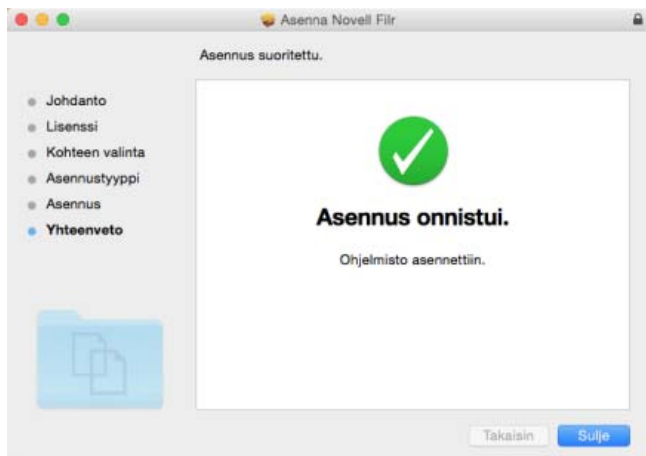 Asenna Novell Filr
Asennus suoritettu.
Johdanto
Lisenssi
Kohteen valinta
Asennustyyppi
Asennus
Yhteenveto
Asennus onnistui.
Ohjelmisto asennettiin.
Takaisin
Sulje